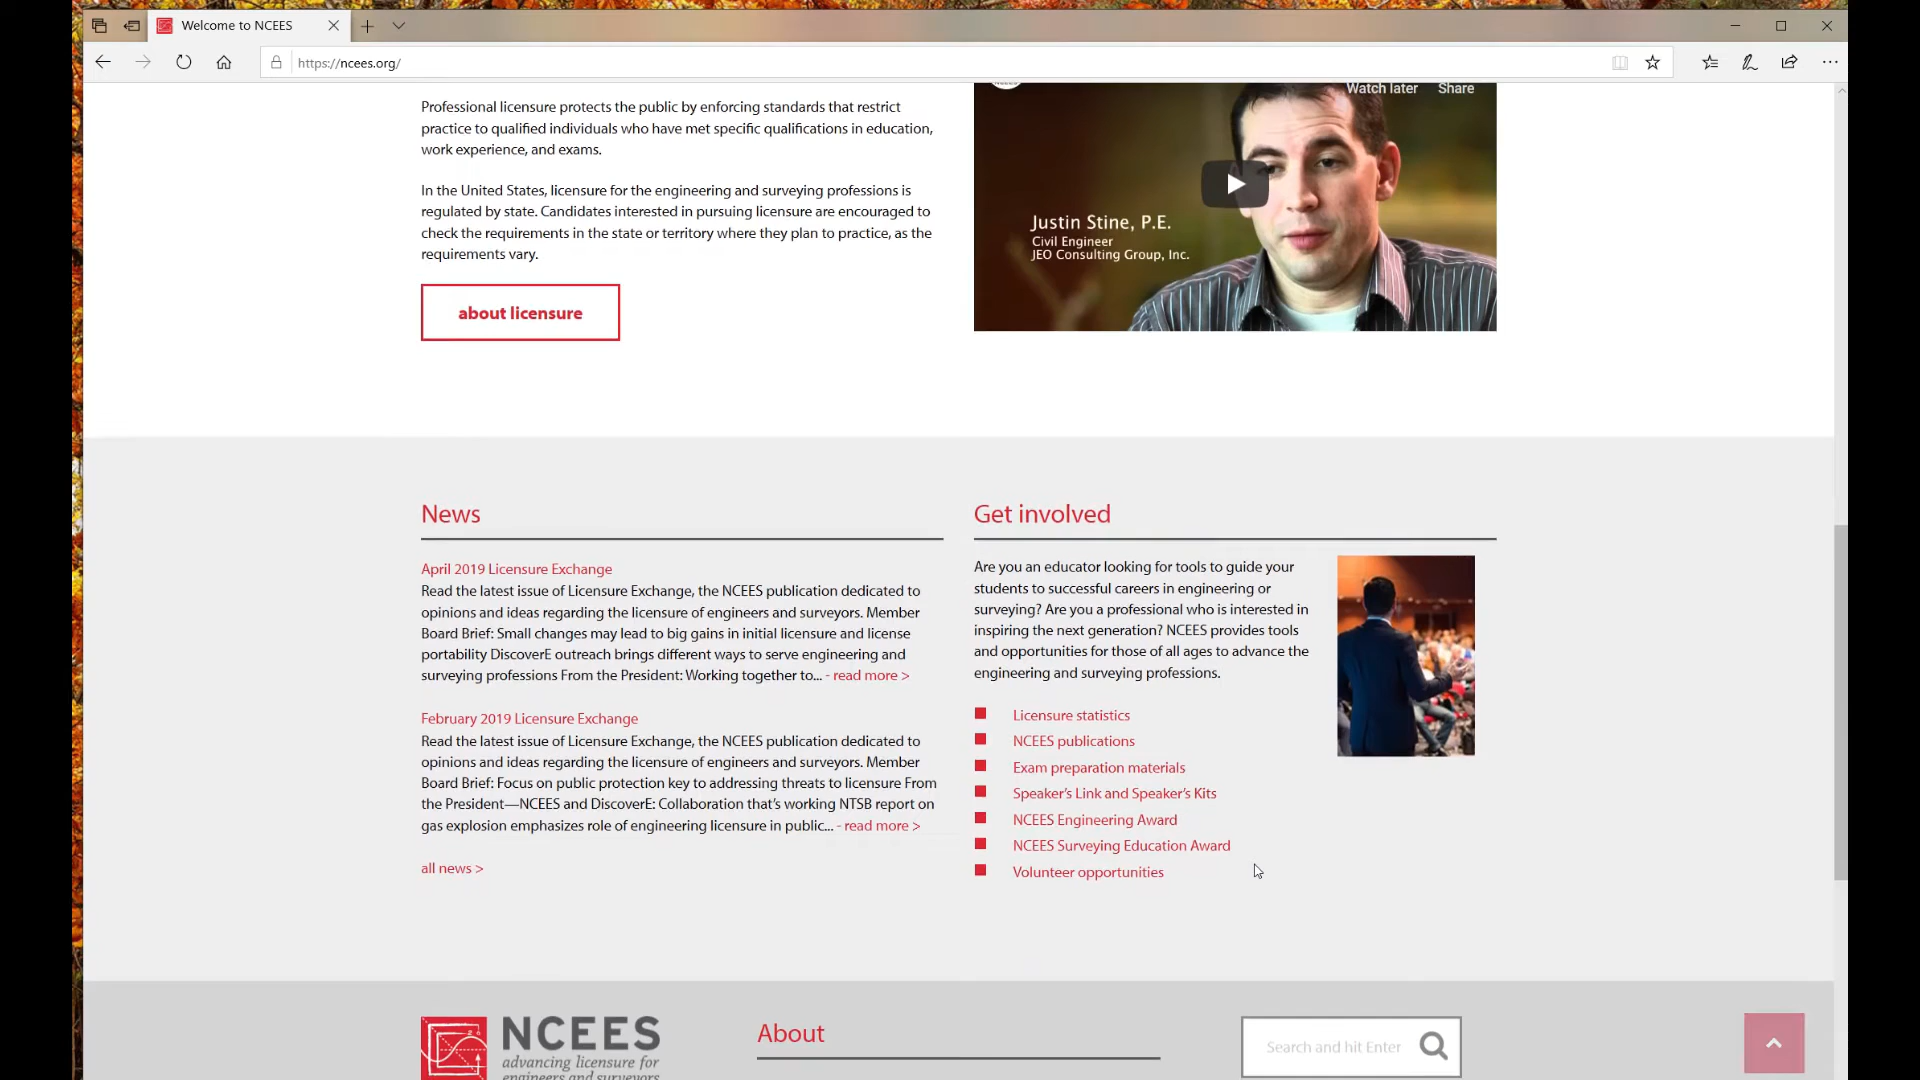 Welcome to NCEES
https://ncees.org/
Professional licensure protects the public by enforcing standards that restrict
practice to qualified individuals who have met specific qualifications in education,
work experience, and exams.
In the United States, licensure for the engineering and surveying professions is
regulated by state. Candidates interested in pursuing licensure are encouraged to
check the requirements in the state or territory where they plan to practice, as the
requirements vary.
about licensure
Watch later Share
Justin Stine, P.E.
Civil Engineer
JEO Consulting Group, Inc.
News
April 2019 Licensure Exchange
Read the latest issue of Licensure Exchange, the NCEES publication dedicated to
opinions and ideas regarding the licensure of engineers and surveyors. Member
Board Brief: Small changes may lead to big gains in initial licensure and license
portability DiscoverE outreach brings different ways to serve engineering and
surveying professions From the President: Working together to... - read more >
February 2019 Licensure Exchange
Read the latest issue of Licensure Exchange, the NCEES publication dedicated to
opinions and ideas regarding the licensure of engineers and surveyors. Member
Board Brief: Focus on public protection key to addressing threats to licensure From
the President—NCEES and DiscoverE: Collaboration that's working NTSB report on
gas explosion emphasizes role of engineering licensure in public... - read more >
all news >
Get involved
Are you an educator looking for tools to guide your
students to successful careers in engineering or
surveying? Are you a professional who is interested in
inspiring the next generation? NCEES provides tools
and opportunities for those of all ages to advance the
engineering and surveying professions.
Licensure statistics
NCEES publications
Exam preparation materials
Speaker's Link and Speaker's Kits
NCEES Engineering Award
NCEES Surveying Education Award
Volunteer opportunities
NCEES
advancing licensure for
engineers and surveyors
About
Search and hit Enter